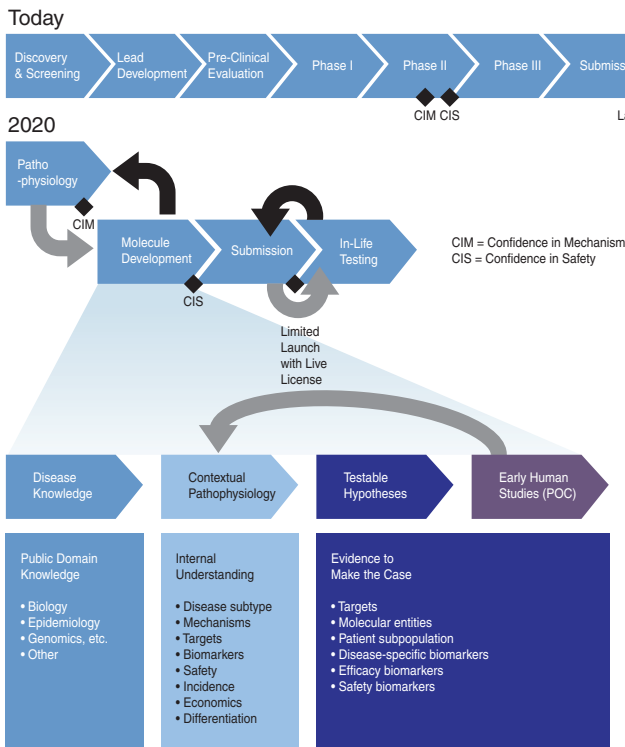 Today
Discovery
& Screening
Lead
Development
Pre-Clinical
Evaluation
Phase I
Phase II
Phase III
CIM
CIS
2020
Patho
-physiology
CIM
Molecule
Development
Submission
In-Life
Testing
CIM = Confidence in Mechanism
CIS = Confidence in Safety
CIS
Limited
Launch
with Live
License
Disease
Knowledge
Contextual
Pathophysiology
Testable
Hypotheses
Early Human
Studies (POC)
Public Domain
Knowledge
• Biology
• Epidemiology
• Genomics, etc.
• Other
Internal
Understanding
• Disease subtype
• Mechanisms
• Targets
• Biomarkers
• Safety
• Incidence
• Economics
• Differentiation
Evidence to
Make the Case
• Targets
• Molecular entities
• Patient subpopulation
• Disease-specific biomarkers
• Efficacy biomarkers
• Safety biomarkers